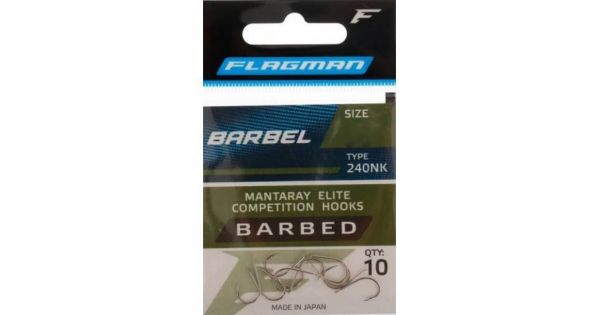 F
FLAGMAN
SIZE
BARBEL
TYPE
240NK
MANTARAY ELITE
COMPETITION HOOKS
BARBED
QTY:
10
MADE IN JAPAN